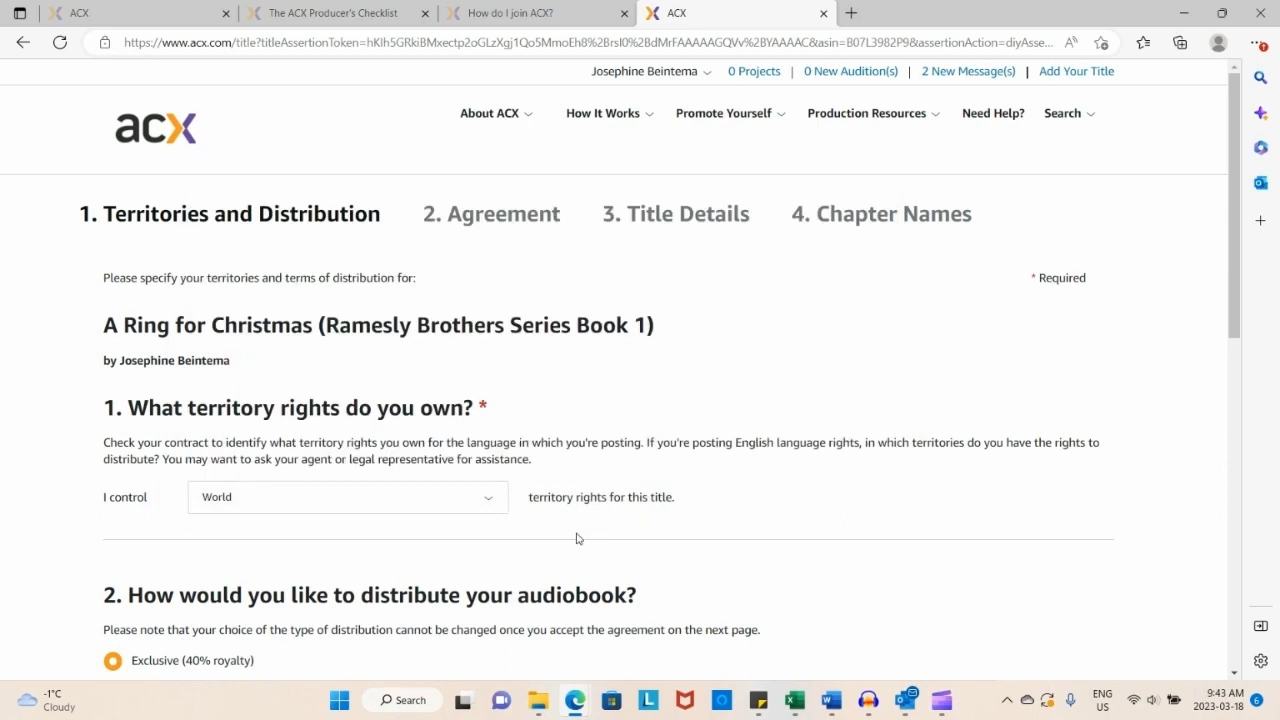 ACX
The ACX Producer's Checklist
How do I join ACX?
ACX
https://www.acx.com/title?titleAssertionToken=hKIh5GRkiBMxectp2oGLzXgj1Qo5MmoEh8%2BrsI0%2BdMrFAAAAAGQVv%2BYAAAAC&asin=B07L3982P9&assertionAction=diyAsse...
Josephine Beintema
0 Projects | 0 New Audition(s) | 2 New Message(s) | Add Your Title
acx
About ACX
How It Works
Promote Yourself
Production Resources
Need Help?
Search
1. Territories and Distribution
2. Agreement
3. Title Details
4. Chapter Names
Please specify your territories and terms of distribution for:
* Required
A Ring for Christmas (Ramesly Brothers Series Book 1)
by Josephine Beintema
1. What territory rights do you own? *
Check your contract to identify what territory rights you own for the language in which you're posting. If you're posting English language rights, in which territories do you have the rights to
distribute? You may want to ask your agent or legal representative for assistance.
I control
World
territory rights for this title.
2. How would you like to distribute your audiobook?
Please note that your choice of the type of distribution cannot be changed once you accept the agreement on the next page.
Exclusive (40% royalty)
-1°C
Cloudy
Search
ENG
US
9:43 AM
2023-03-18
6